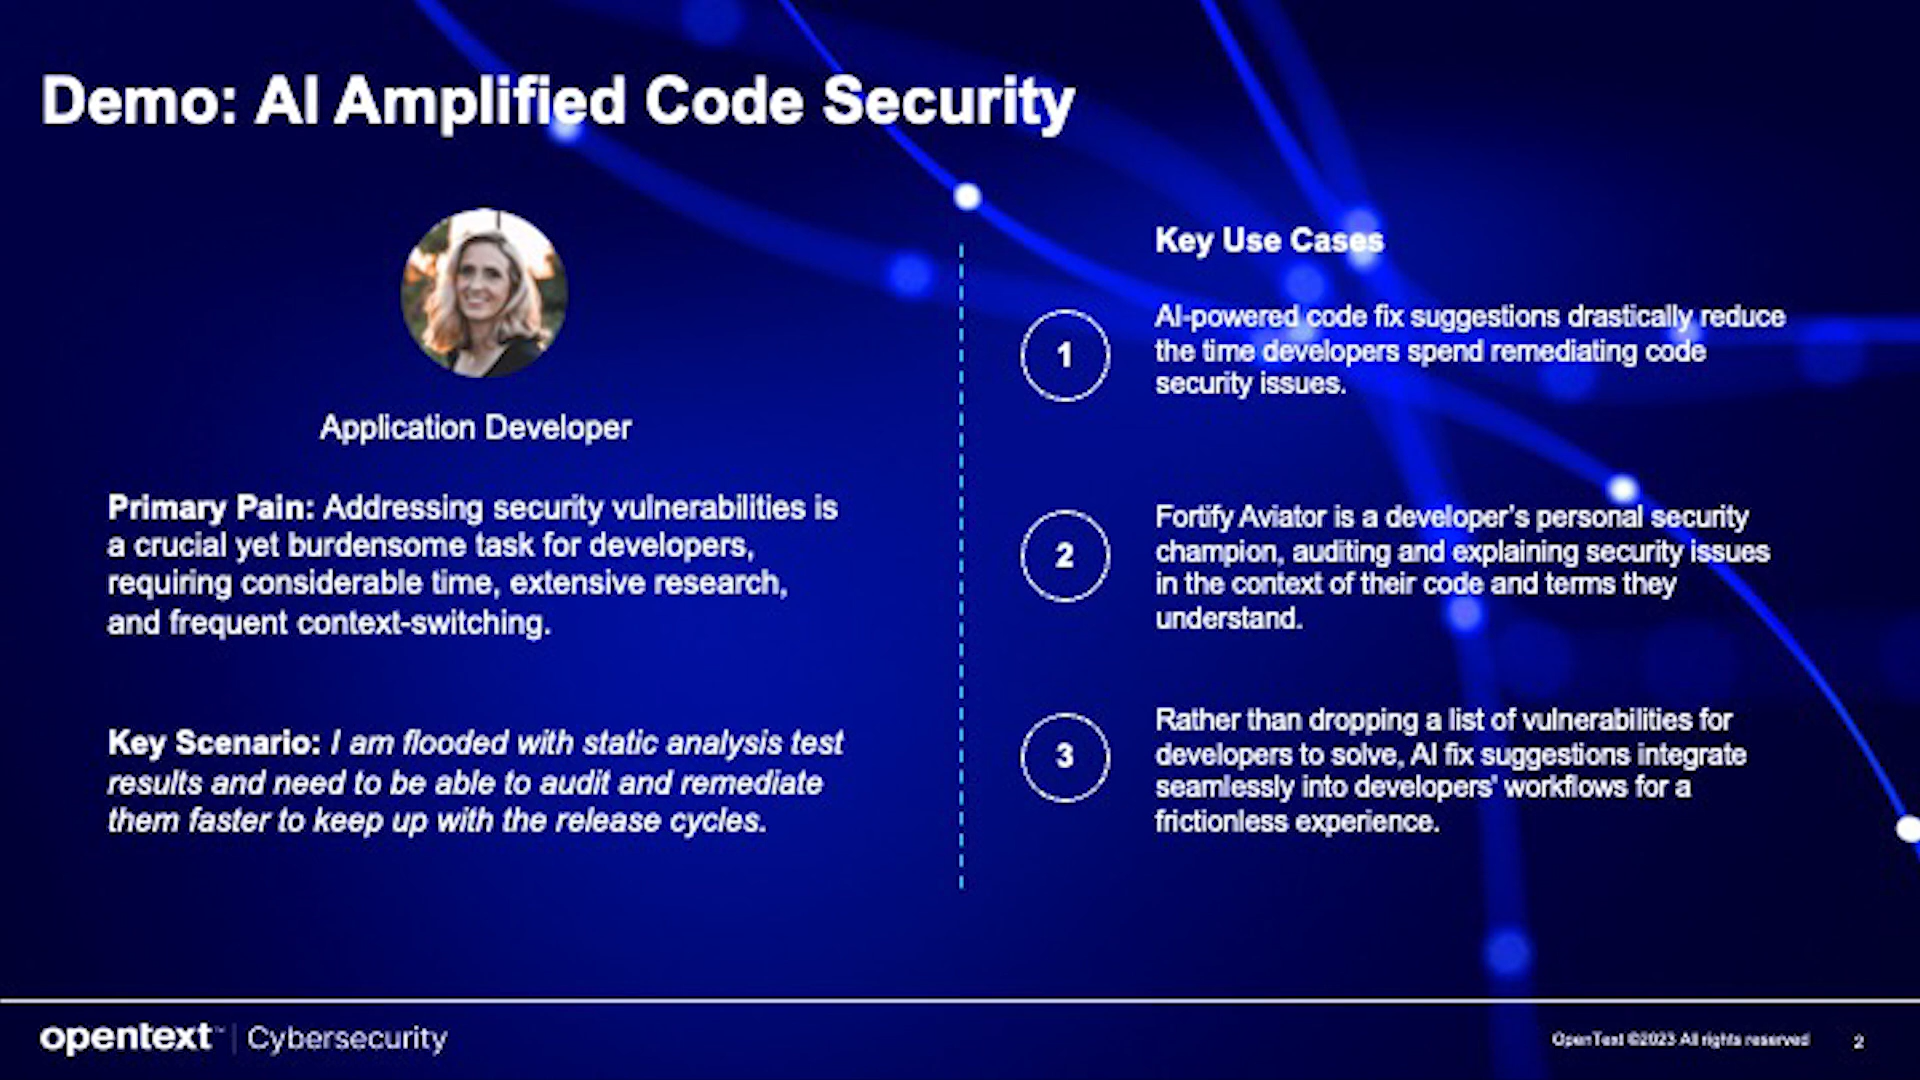 Demo: AI Amplified Code Security
Application Developer
Primary Pain: Addressing security vulnerabilities is
a crucial yet burdensome task for developers,
requiring considerable time, extensive research,
and frequent context-switching.
Key Scenario: I am flooded with static analysis test
results and need to be able to audit and remediate
them faster to keep up with the release cycles.
Key Use Cases
1
AI-powered code fix suggestions drastically reduce
the time developers spend remediating code
security issues.
2
Fortify Aviator is a developer's personal security
champion, auditing and explaining security issues
in the context of their code and terms they
understand.
3
Rather than dropping a list of vulnerabilities for
developers to solve, AI fix suggestions integrate
seamlessly into developers' workflows for a
frictionless experience.
opentext™ | Cybersecurity
OpenText ©2023 All rights reserved
2